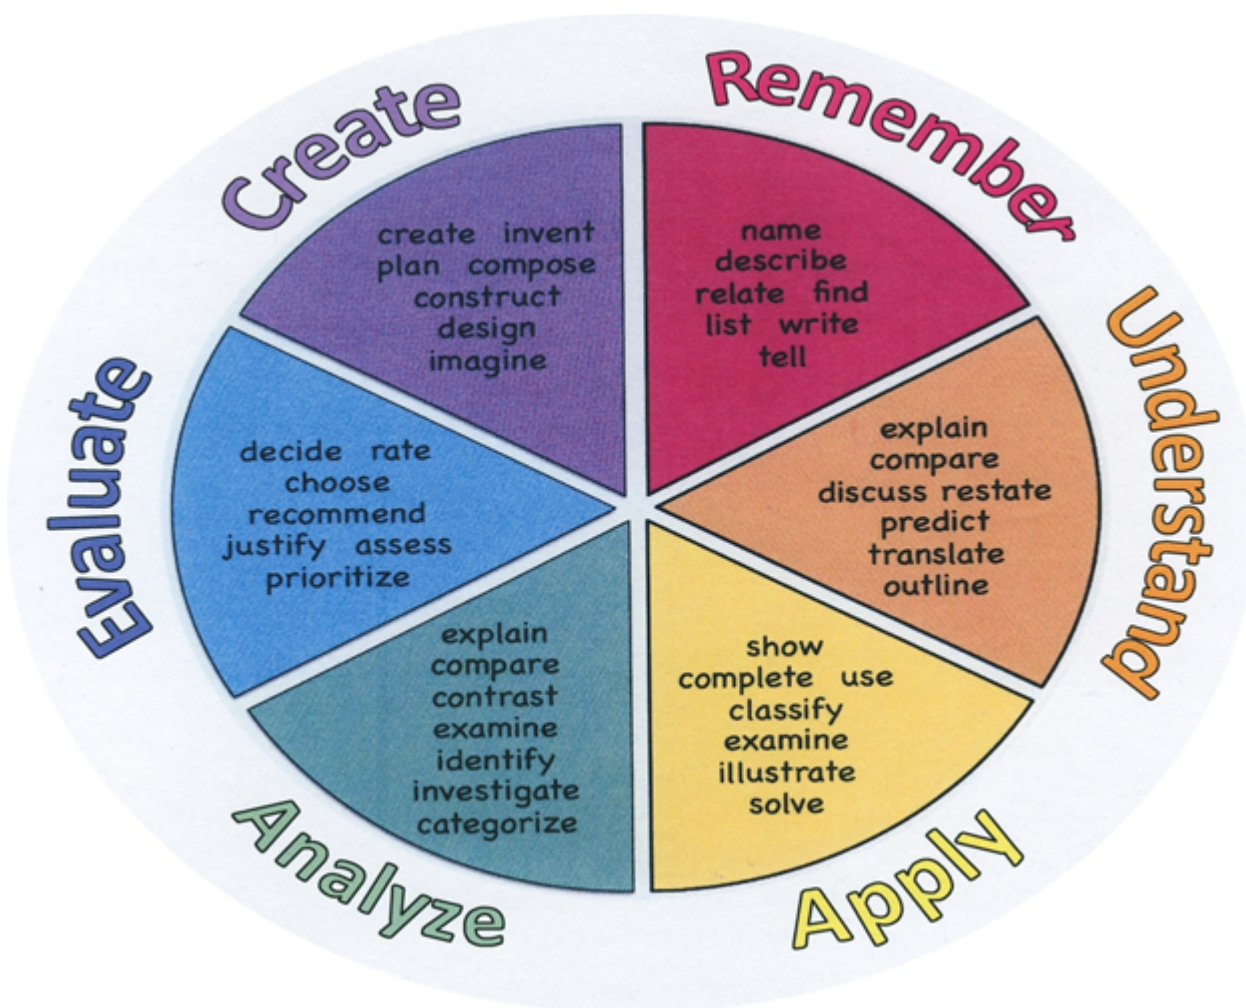 Create
create invent
plan compose
construct
design
imagine
Remember
name
describe
relate find
list write
tell
Understand
explain
compare
discuss restate
predict
translate
outline
Apply
show
complete use
classify
examine
illustrate
solve
Analyze
explain
compare
contrast
examine
identify
investigate
categorize
Evaluate
decide rate
choose
recommend
justify assess
prioritize